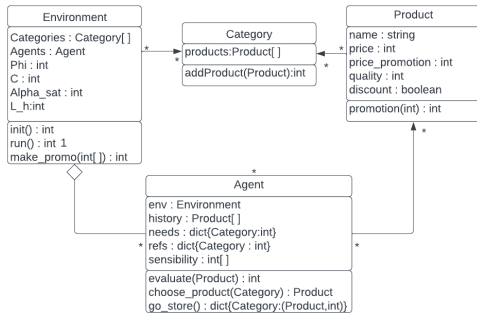 Environment
Categories : Category[ ]
Agents : Agent
Phi : int
C : int
Alpha_sat : int
L_h:int
init() : int
run() : int 1
make_promo(int[ ]) : int
*
*
Category
products:Product[ ]
addProduct(Product):int
*
*
Product
name : string
price : int
price_promotion : int
quality : int
discount : boolean
promotion(int) : int
*
*
*
*
Agent
env : Environment
history : Product[ ]
needs : dict{Category:int}
refs : dict{Category : int}
sensibility : int[ ]
evaluate(Product) : int
choose_product(Category) : Product
go_store() : dict{Category:(Product,int)}